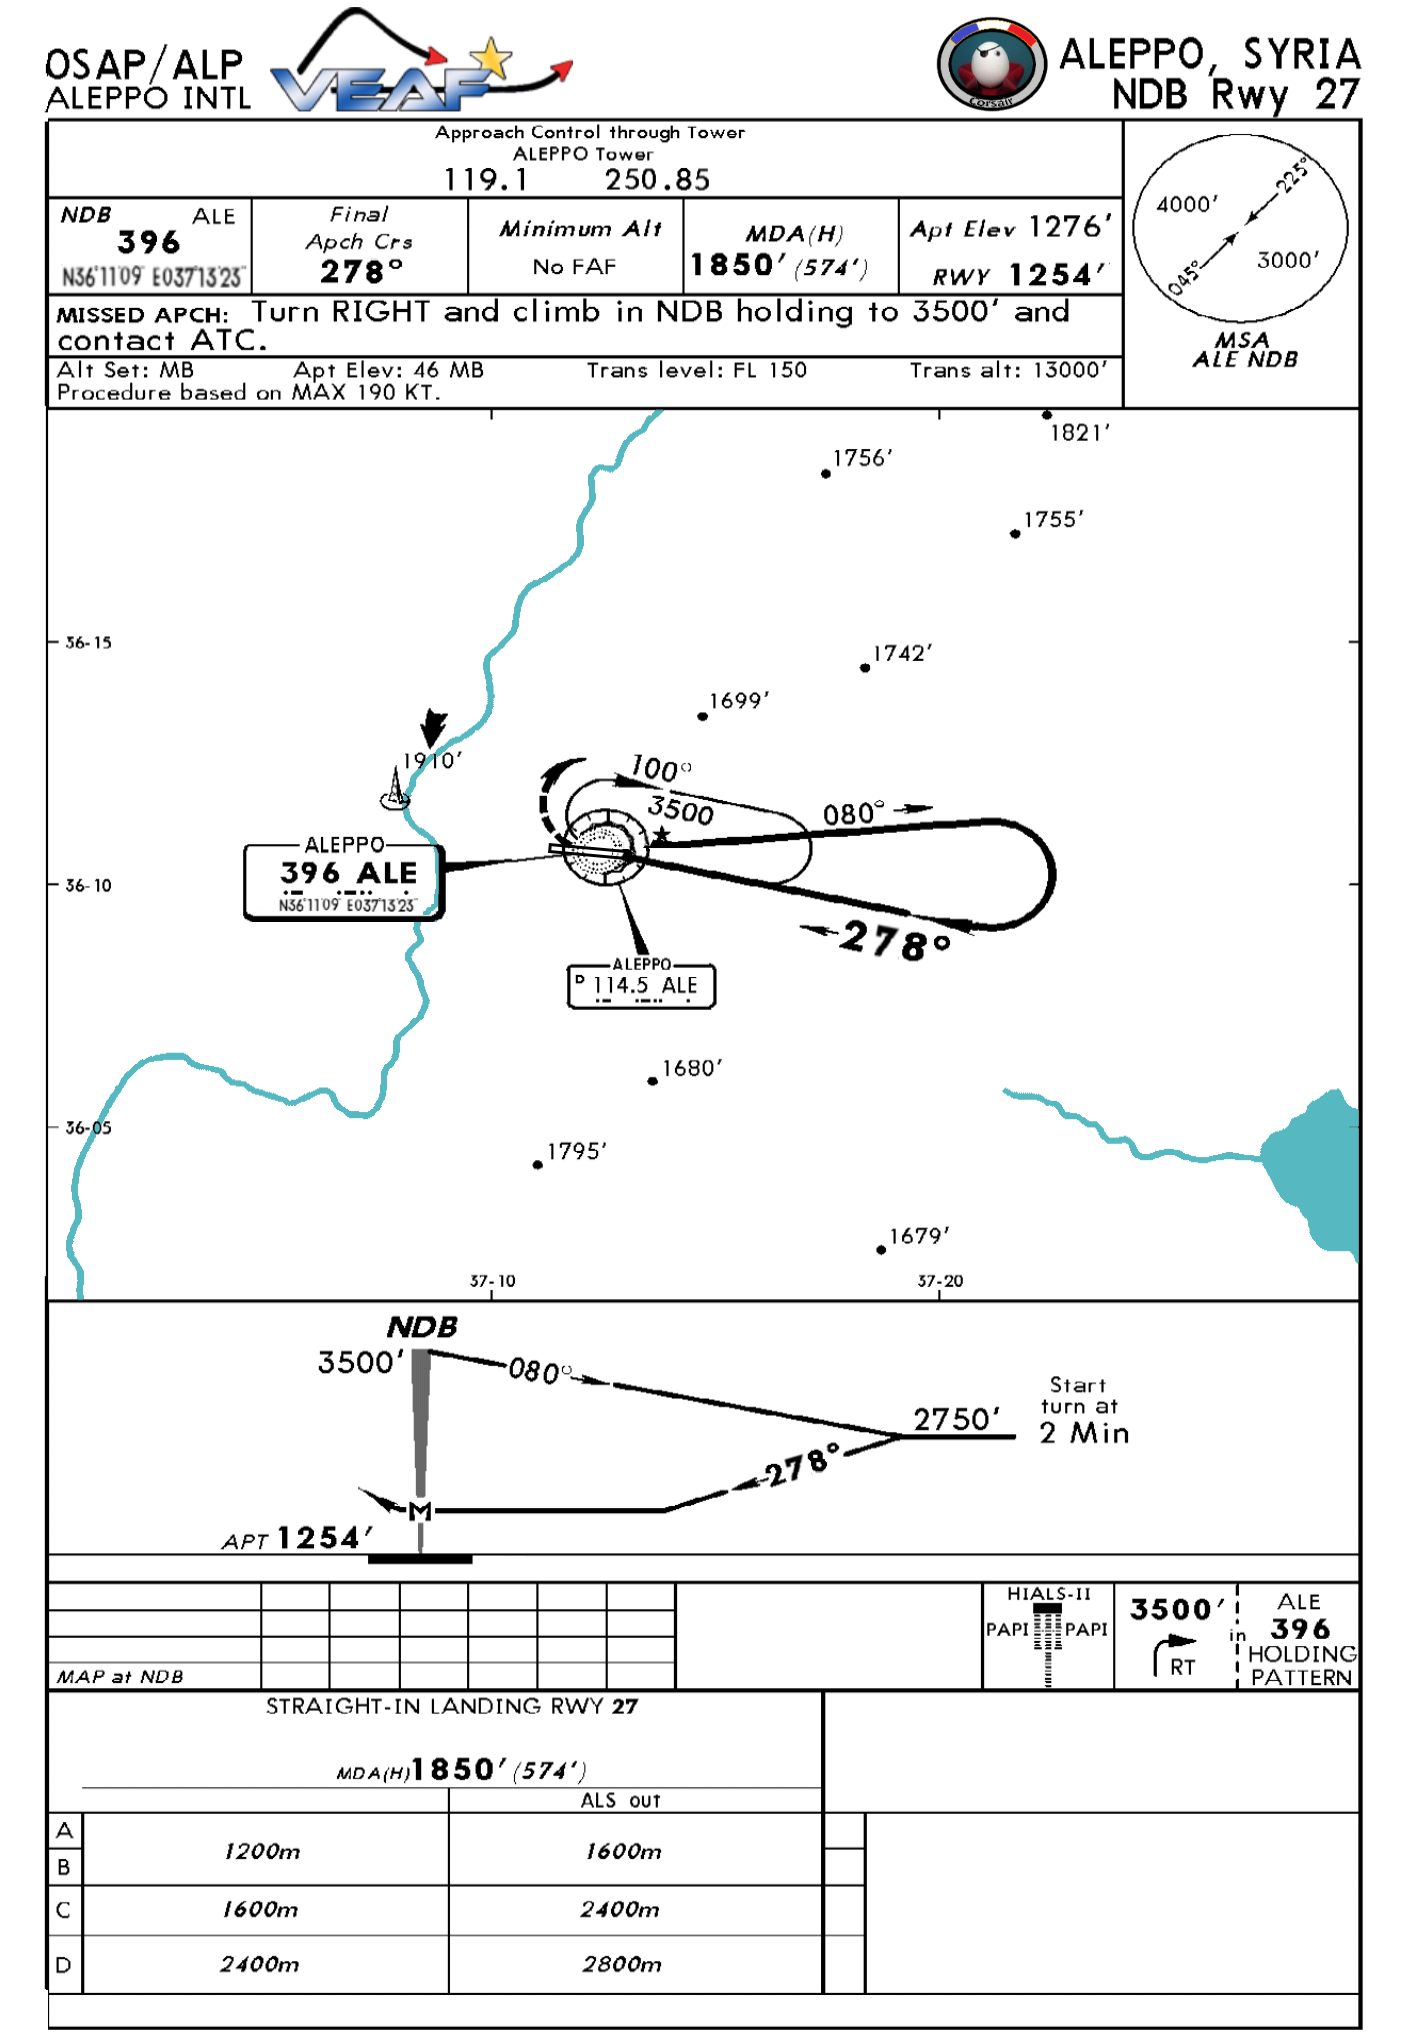 OSAP/ALP
ALEPPO INTL
VEAF
Corsair
ALEPPO, SYRIA
NDB Rwy 27
Approach Control through Tower
ALEPPO Tower
119.1 250.85
NDB ALE
396
N36°11'09" E037°13'23"
Final
Apch Crs
278°
Minimum Alt
No FAF
MDA(H)
1850' (574')
Apt Elev 1276'
RWY 1254'
4000'
225°
045°
3000'
MSA
ALE NDB
MISSED APCH: Turn RIGHT and climb in NDB holding to 3500' and
contact ATC.
Alt Set: MB Apt Elev: 46 MB Trans level: FL 150 Trans alt: 13000'
Procedure based on MAX 190 KT.
1821'
1756'
1755'
36-15
1742'
1699'
1910'
100°
3500
080°
ALEPPO
396 ALE
N36°11'09" E037°13'23"
36-10
278°
ALEPPO
D 114.5 ALE
1680'
36-05
1795'
1679'
37-10 37-20
NDB
3500'
080°
2750'
Start
turn at
2 Min
278°
M
APT 1254'
MAP at NDB
HIALS-II
PAPI PAPI
3500'
RT
in
ALE
396
HOLDING
PATTERN
STRAIGHT-IN LANDING RWY 27
MDA(H) 1850' (574')
ALS out
A
B
1200m 1600m
C 1600m 2400m
D 2400m 2800m